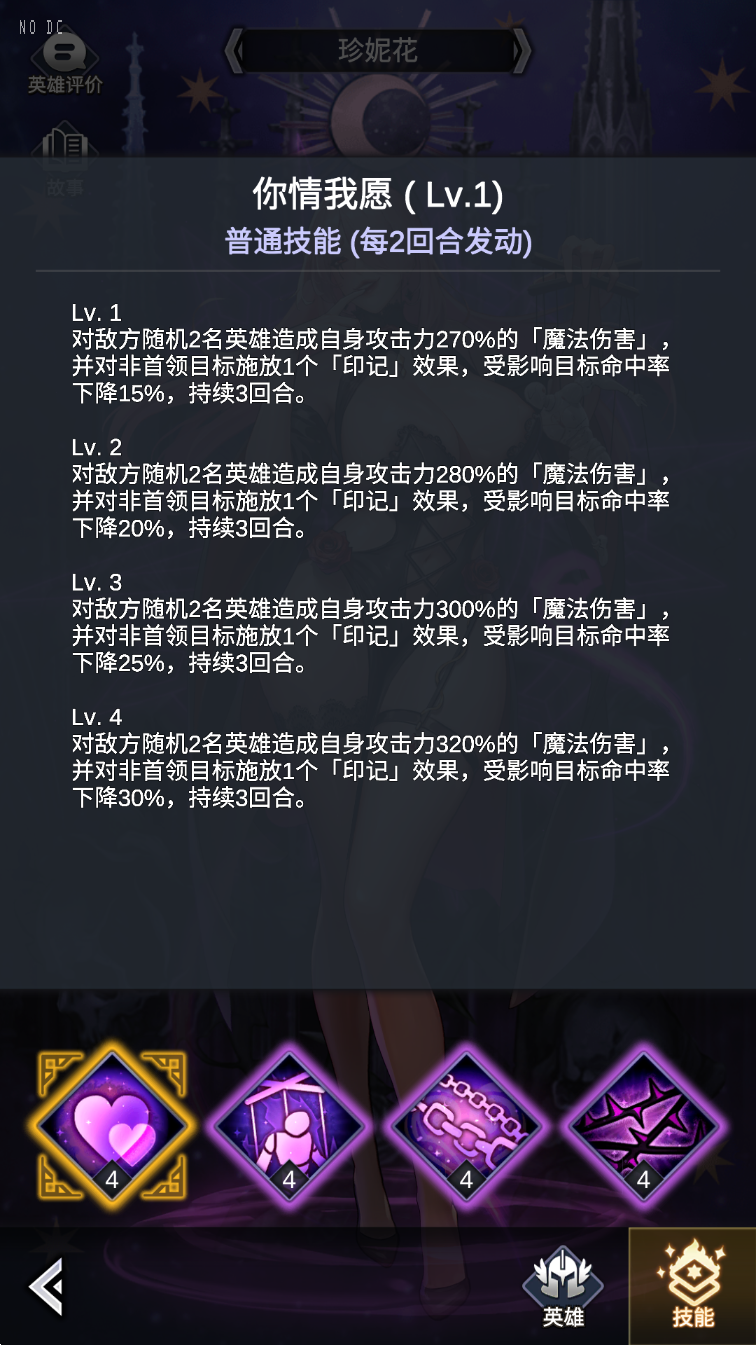 NO DC
英雄评价
珍妮花
故事
你情我愿 ( Lv.1)
普通技能 (每2回合发动)
Lv. 1
对敌方随机2名英雄造成自身攻击力270%的「魔法伤害」，
并对非首领目标施放1个「印记」效果，受影响目标命中率
下降15%，持续3回合。
Lv. 2
对敌方随机2名英雄造成自身攻击力280%的「魔法伤害」，
并对非首领目标施放1个「印记」效果，受影响目标命中率
下降20%，持续3回合。
Lv. 3
对敌方随机2名英雄造成自身攻击力300%的「魔法伤害」，
并对非首领目标施放1个「印记」效果，受影响目标命中率
下降25%，持续3回合。
Lv. 4
对敌方随机2名英雄造成自身攻击力320%的「魔法伤害」，
并对非首领目标施放1个「印记」效果，受影响目标命中率
下降30%，持续3回合。
4 4 4 4
英雄 技能